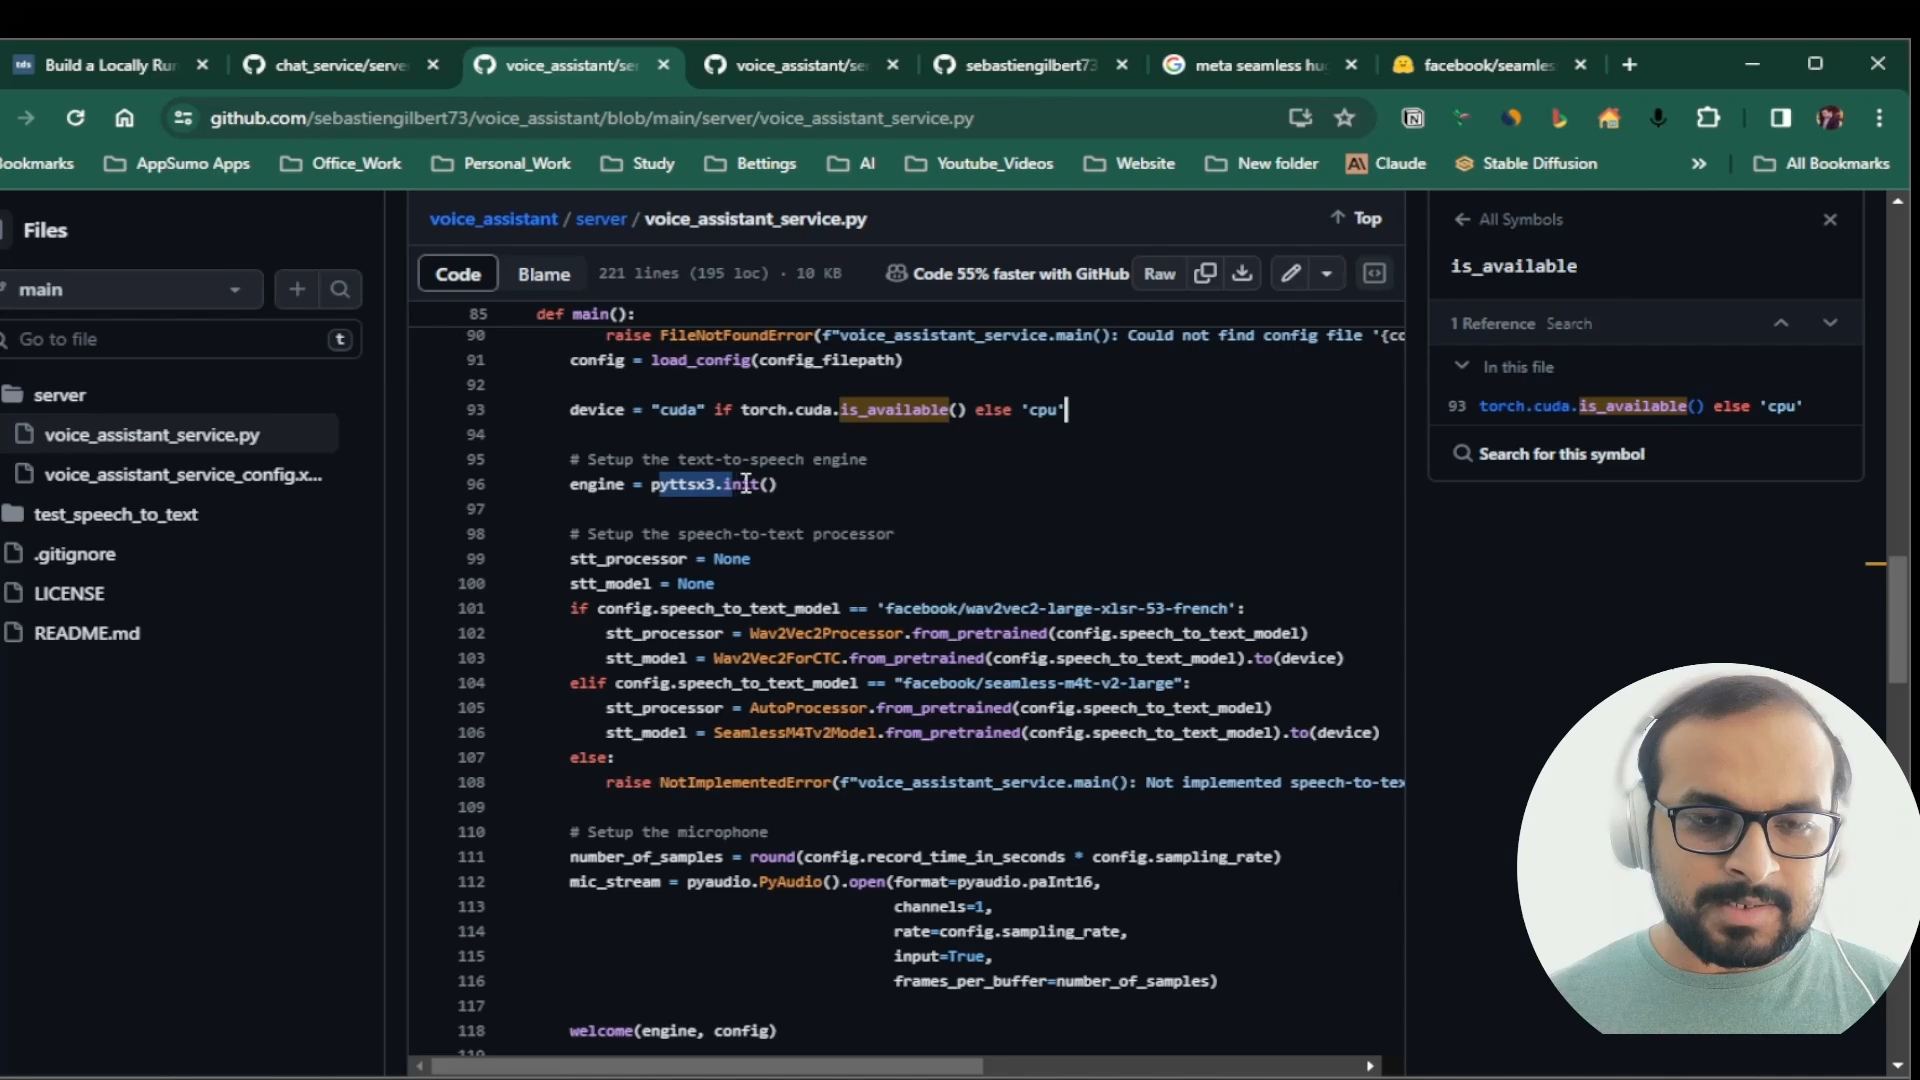 tds Build a Locally Run
chat_service/serve
voice_assistant/ser
voice_assistant/se
sebastiengilbert73
meta seamless hu
facebook/seamles
github.com/sebastiengilbert73/voice_assistant/blob/main/server/voice_assistant_service.py
Bookmarks
AppSumo Apps
Office_Work
Personal_Work
Study
Bettings
AI
Youtube_Videos
Website
New folder
Claude
Stable Diffusion
»
All Bookmarks
Files
main
Go to file
t
server
voice_assistant_service.py
voice_assistant_service_config.x...
test_speech_to_text
.gitignore
LICENSE
README.md
voice_assistant / server / voice_assistant_service.py
Top
Code Blame 221 lines (195 loc) · 10 KB Code 55% faster with GitHub Raw
85 def main():
90 raise FileNotFoundError(f"voice_assistant_service.main(): Could not find config file '{co
91 config = load_config(config_filepath)
92
93 device = "cuda" if torch.cuda.is_available() else 'cpu'
94
95 # Setup the text-to-speech engine
96 engine = pyttsx3.init()
97
98 # Setup the speech-to-text processor
99 stt_processor = None
100 stt_model = None
101 if config.speech_to_text_model == 'facebook/wav2vec2-large-xlsr-53-french':
102 stt_processor = Wav2Vec2Processor.from_pretrained(config.speech_to_text_model)
103 stt_model = Wav2Vec2ForCTC.from_pretrained(config.speech_to_text_model).to(device)
104 elif config.speech_to_text_model == "facebook/seamless-m4t-v2-large":
105 stt_processor = AutoProcessor.from_pretrained(config.speech_to_text_model)
106 stt_model = SeamlessM4Tv2Model.from_pretrained(config.speech_to_text_model).to(device)
107 else:
108 raise NotImplementedError(f"voice_assistant_service.main(): Not implemented speech-to-tex
109
110 # Setup the microphone
111 number_of_samples = round(config.record_time_in_seconds * config.sampling_rate)
112 mic_stream = pyaudio.PyAudio().open(format=pyaudio.paInt16,
113 channels=1,
114 rate=config.sampling_rate,
115 input=True,
116 frames_per_buffer=number_of_samples)
117
118 welcome(engine, config)
119
All Symbols
is_available
1 Reference Search
In this file
93 torch.cuda.is_available() else 'cpu'
Search for this symbol